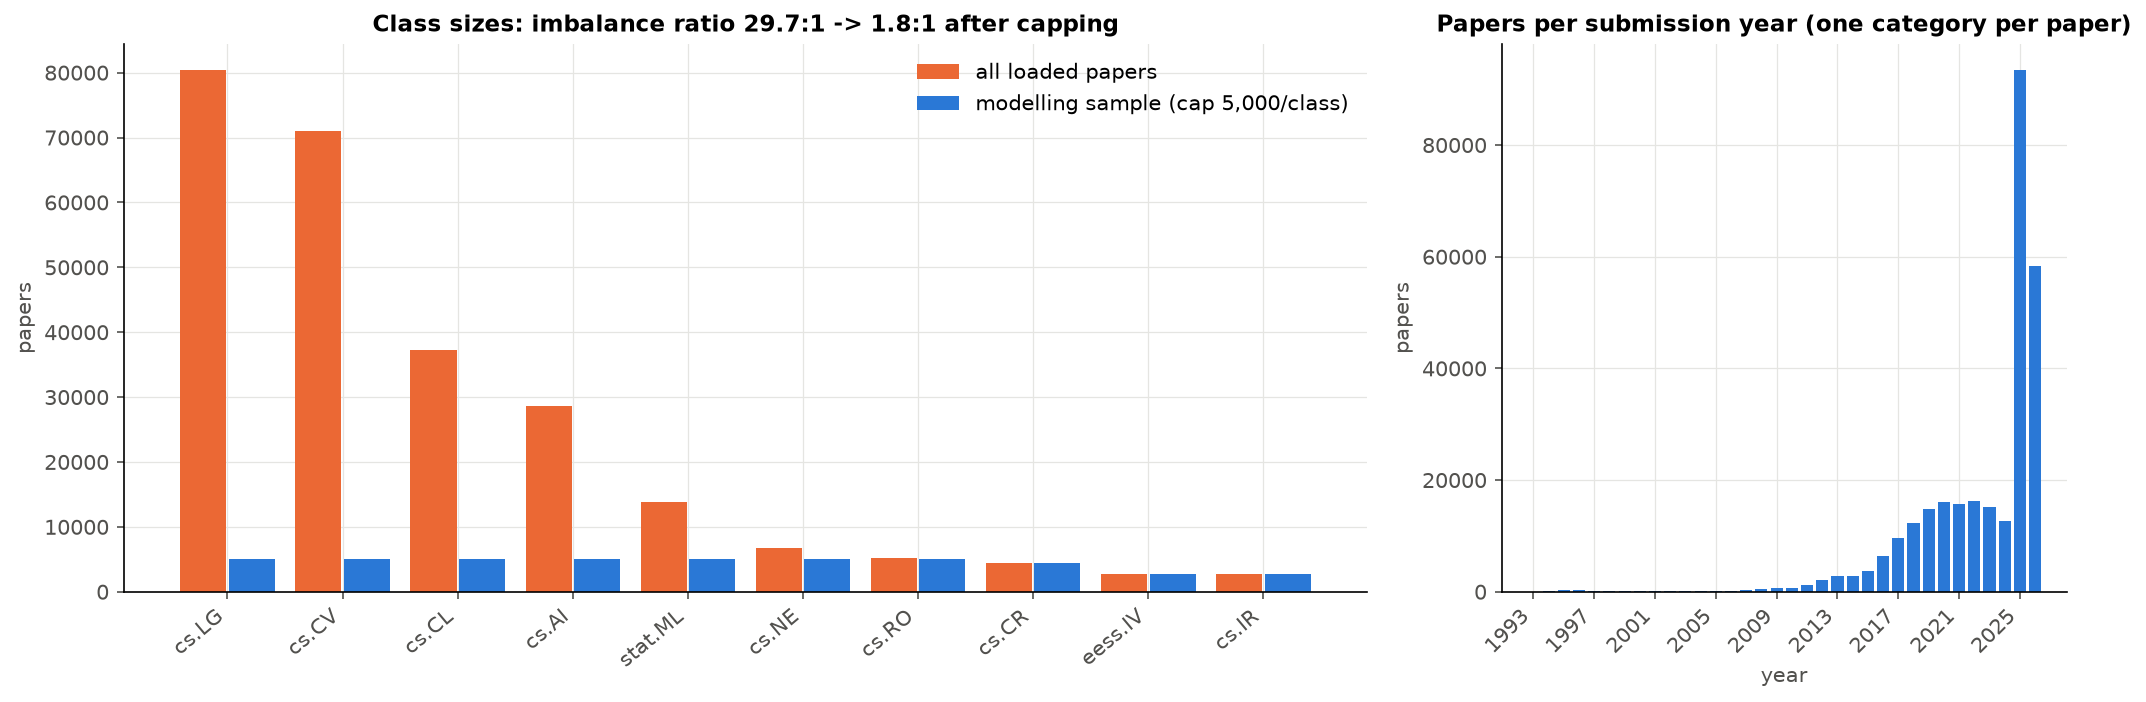 Class sizes: imbalance ratio 29.7:1 -> 1.8:1 after capping
all loaded papers
modelling sample (cap 5,000/class)
papers
80000
70000
60000
50000
40000
30000
20000
10000
0
cs.LG
cs.CV
cs.CL
cs.AI
stat.ML
cs.NE
cs.RO
cs.CR
eess.IV
cs.IR
Papers per submission year (one category per paper)
papers
80000
60000
40000
20000
0
1993
1997
2001
2005
2009
2013
2017
2021
2025
year